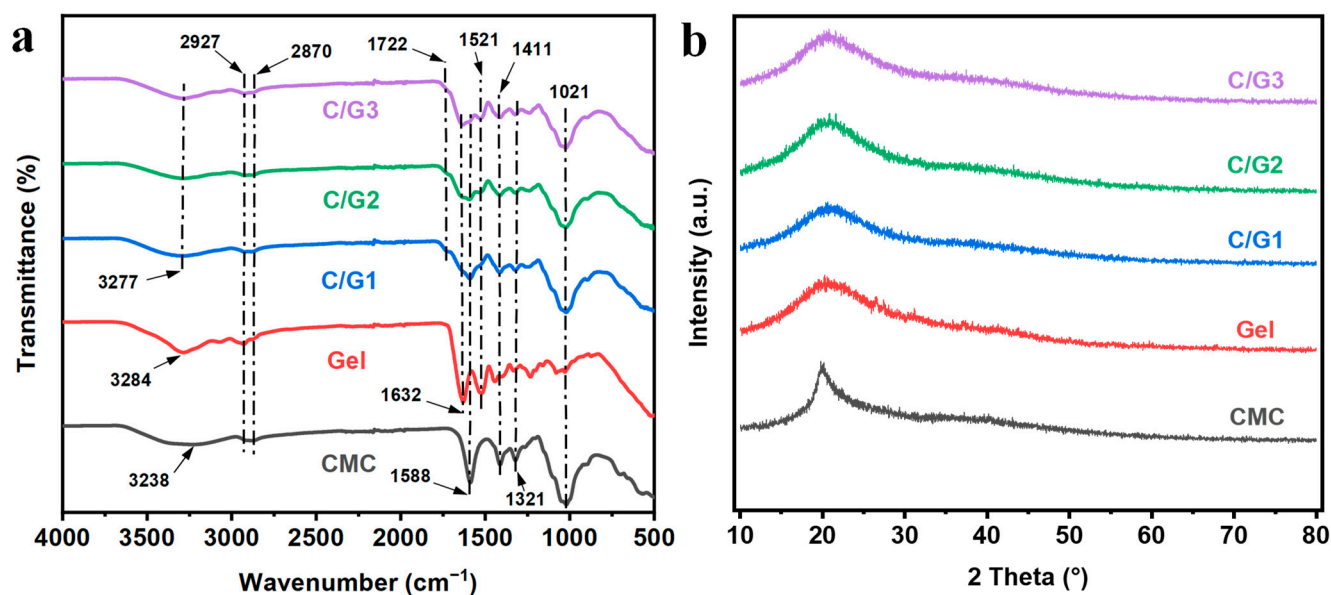 a
2927
2870
1722
1521
1411
1021
C/G3
C/G2
C/G1
3277
Gel
3284
1632
CMC
3238
1588
1321
Transmittance (%)
4000 3500 3000 2500 2000 1500 1000 500
Wavenumber (cm⁻¹)
b
C/G3
C/G2
C/G1
Gel
CMC
Intensity (a.u.)
10 20 30 40 50 60 70 80
2 Theta (°)